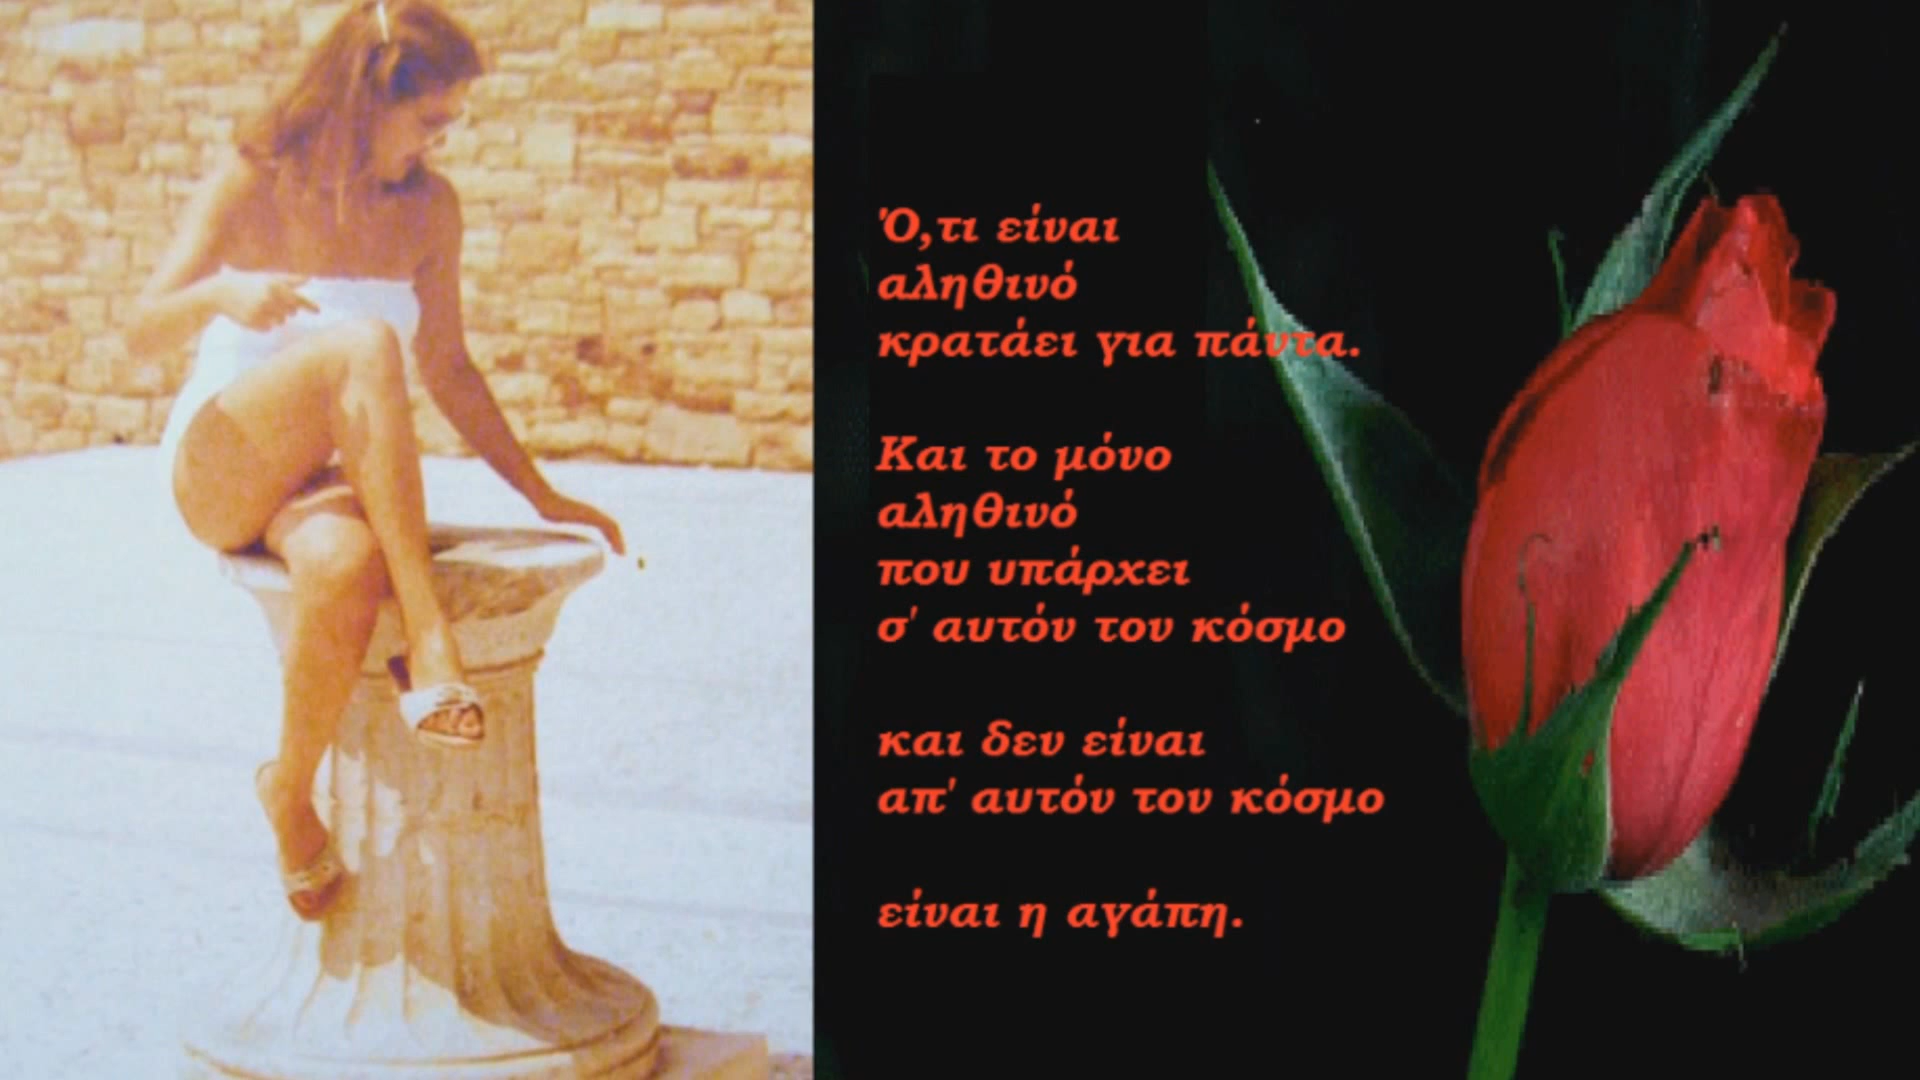 Ό,τι είναι
αληθινό
κρατάει για πάντα.
Και το μόνο
αληθινό
που υπάρχει
σ' αυτόν τον κόσμο
και δεν είναι
απ' αυτόν τον κόσμο
είναι η αγάπη.